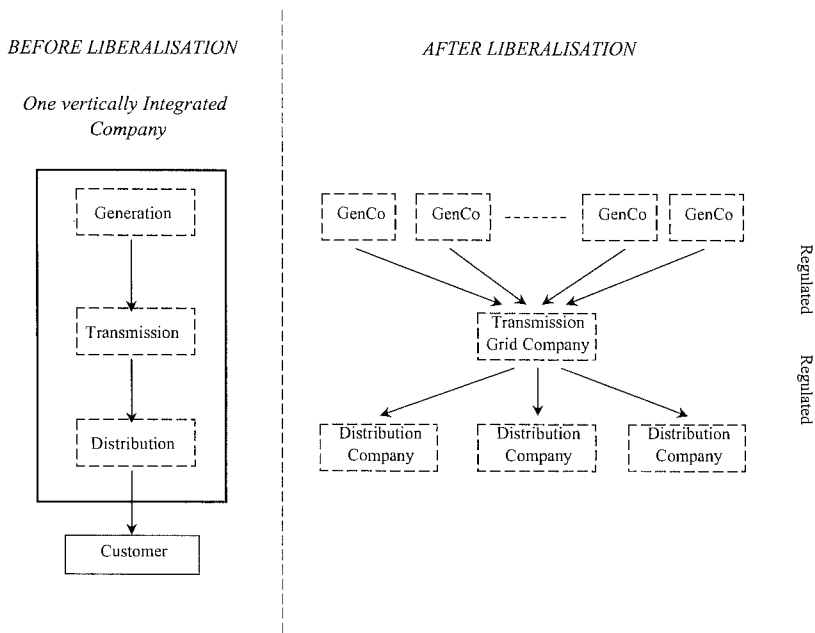 BEFORE LIBERALISATION
One vertically Integrated
Company
Generation
Transmission
Distribution
Customer
AFTER LIBERALISATION
GenCo
GenCo
GenCo
GenCo
Transmission
Grid Company
Distribution
Company
Distribution
Company
Distribution
Company
Regulated
Regulated